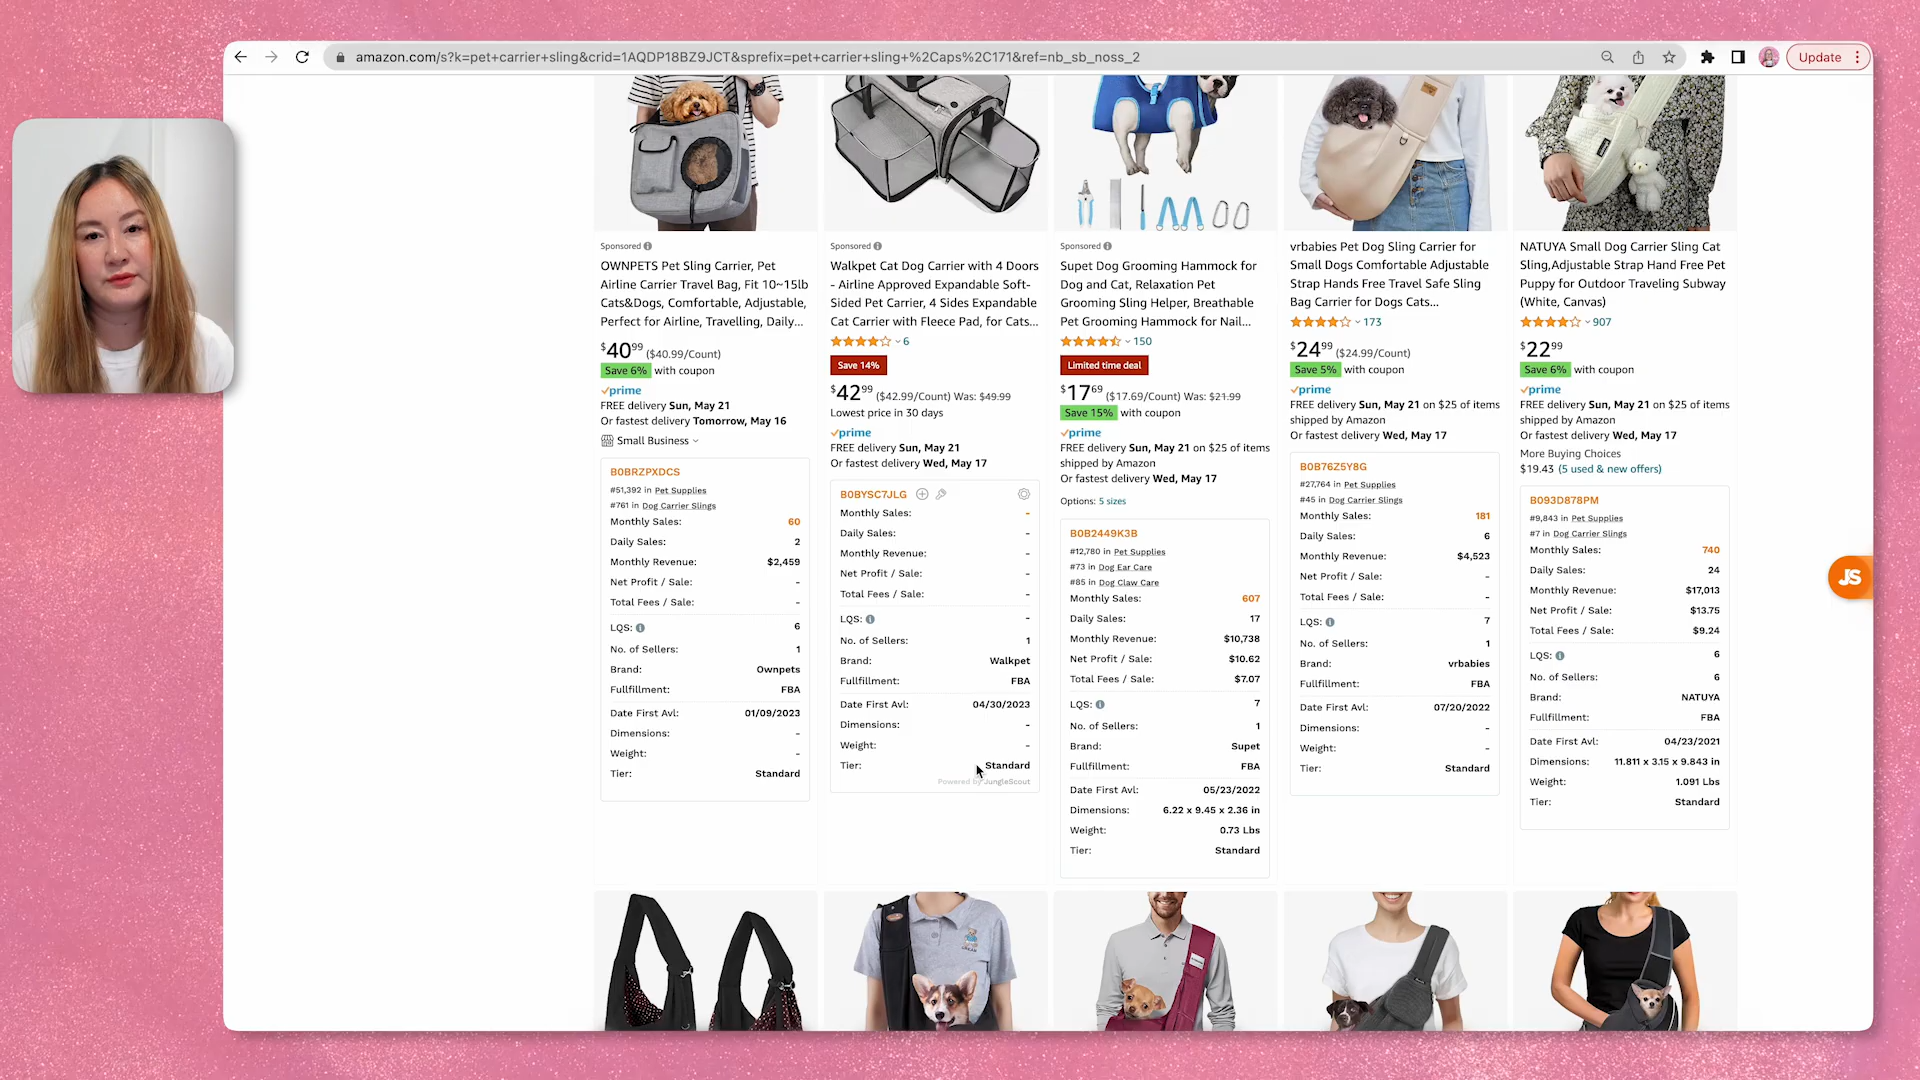 amazon.com/s?k=pet+carrier+sling&crid=1AQDP18BZ9JCT&sprefix=pet+carrier+sling+%2Caps%2C171&ref=nb_sb_noss_2
Update
Sponsored
OWNPETS Pet Sling Carrier, Pet
Airline Carrier Travel Bag, Fit 10~15lb
Cats&Dogs, Comfortable, Adjustable,
Perfect for Airline, Travelling, Daily...
$40 99 ($40.99/Count)
Save 6% with coupon
prime
FREE delivery Sun, May 21
Or fastest delivery Tomorrow, May 16
Small Business
B0BRZPXDCS
#51,392 in Pet Supplies
#761 in Dog Carrier Slings
Monthly Sales: 60
Daily Sales: 2
Monthly Revenue: $2,459
Net Profit / Sale: -
Total Fees / Sale: -
LQS: 6
No. of Sellers: 1
Brand: Ownpets
Fullfillment: FBA
Date First Avl: 01/09/2023
Dimensions: -
Weight: -
Tier: Standard
Sponsored
Walkpet Cat Dog Carrier with 4 Doors
- Airline Approved Expandable Soft-
Sided Pet Carrier, 4 Sides Expandable
Cat Carrier with Fleece Pad, for Cats...
6
Save 14%
$42 99 ($42.99/Count) Was: $49.99
Lowest price in 30 days
prime
FREE delivery Sun, May 21
Or fastest delivery Wed, May 17
B0BYSC7JLG
Monthly Sales: -
Daily Sales: -
Monthly Revenue: -
Net Profit / Sale: -
Total Fees / Sale: -
LQS: -
No. of Sellers: 1
Brand: Walkpet
Fullfillment: FBA
Date First Avl: 04/30/2023
Dimensions: -
Weight: -
Tier: Standard
Powered by JungleScout
Sponsored
Supet Dog Grooming Hammock for
Dog and Cat, Relaxation Pet
Grooming Sling Helper, Breathable
Pet Grooming Hammock for Nail...
150
Limited time deal
$17 69 ($17.69/Count) Was: $21.99
Save 15% with coupon
prime
FREE delivery Sun, May 21 on $25 of items
shipped by Amazon
Or fastest delivery Wed, May 17
Options: 5 sizes
B0B2449K3B
#12,780 in Pet Supplies
#73 in Dog Ear Care
#85 in Dog Claw Care
Monthly Sales: 607
Daily Sales: 17
Monthly Revenue: $10,738
Net Profit / Sale: $10.62
Total Fees / Sale: $7.07
LQS: 7
No. of Sellers: 1
Brand: Supet
Fullfillment: FBA
Date First Avl: 05/23/2022
Dimensions: 6.22 x 9.45 x 2.36 in
Weight: 0.73 Lbs
Tier: Standard
vrbabies Pet Dog Sling Carrier for
Small Dogs Comfortable Adjustable
Strap Hands Free Travel Safe Sling
Bag Carrier for Dogs Cats...
173
$24 99 ($24.99/Count)
Save 5% with coupon
prime
FREE delivery Sun, May 21 on $25 of items
shipped by Amazon
Or fastest delivery Wed, May 17
B0B76Z5Y8G
#27,764 in Pet Supplies
#45 in Dog Carrier Slings
Monthly Sales: 181
Daily Sales: 6
Monthly Revenue: $4,523
Net Profit / Sale: -
Total Fees / Sale: -
LQS: 7
No. of Sellers: 1
Brand: vrbabies
Fullfillment: FBA
Date First Avl: 07/20/2022
Dimensions: -
Weight: -
Tier: Standard
NATUYA Small Dog Carrier Sling Cat
Sling,Adjustable Strap Hand Free Pet
Puppy for Outdoor Traveling Subway
(White, Canvas)
907
$22 99
Save 6% with coupon
prime
FREE delivery Sun, May 21 on $25 of items
shipped by Amazon
Or fastest delivery Wed, May 17
More Buying Choices
$19.43 (5 used & new offers)
B093D878PM
#9,843 in Pet Supplies
#7 in Dog Carrier Slings
Monthly Sales: 740
Daily Sales: 24
Monthly Revenue: $17,013
Net Profit / Sale: $13.75
Total Fees / Sale: $9.24
LQS: 6
No. of Sellers: 6
Brand: NATUYA
Fullfillment: FBA
Date First Avl: 04/23/2021
Dimensions: 11.811 x 3.15 x 9.843 in
Weight: 1.091 Lbs
Tier: Standard
JS